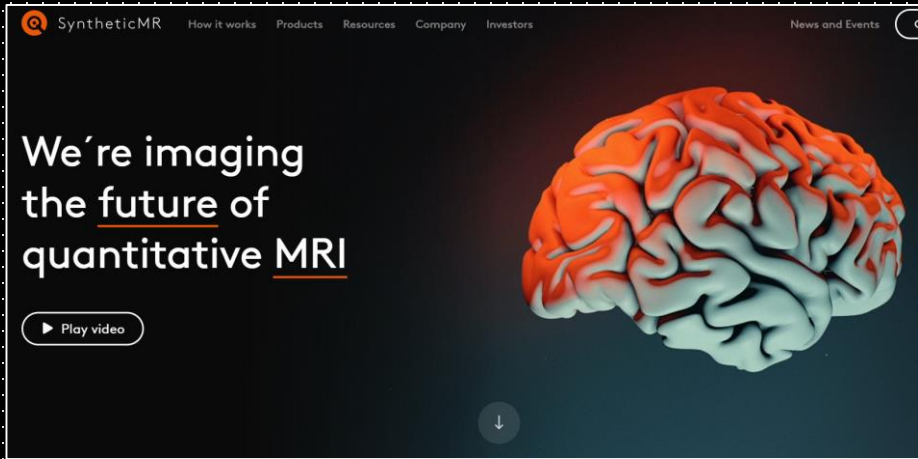 SyntheticMR How it works Products Resources Company Investors News and Events
We´re imaging
the future of
quantitative MRI
Play video